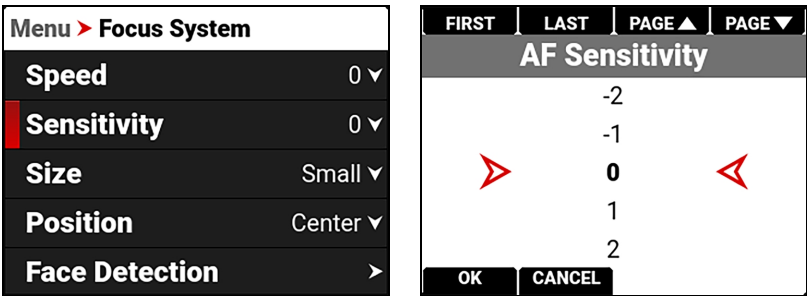 Menu > Focus System
Speed 0
Sensitivity 0
Size Small
Position Center
Face Detection
FIRST LAST PAGE▲ PAGE▼
AF Sensitivity
-2
-1
0
1
2
OK CANCEL